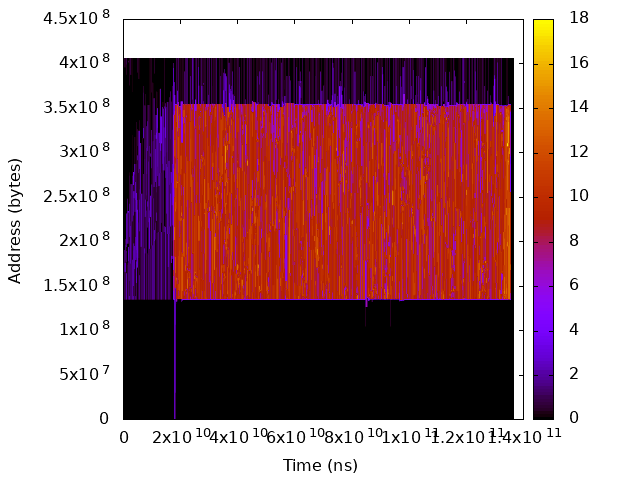 4.5x10 8
4x10 8
3.5x10 8
3x10 8
2.5x10 8
2x10 8
1.5x10 8
1x10 8
5x10 7
0
Address (bytes)
0 2x10 10 4x10 10 6x10 10 8x10 10 1x10 11 1.2x10 11 1.4x10 11
Time (ns)
18
16
14
12
10
8
6
4
2
0